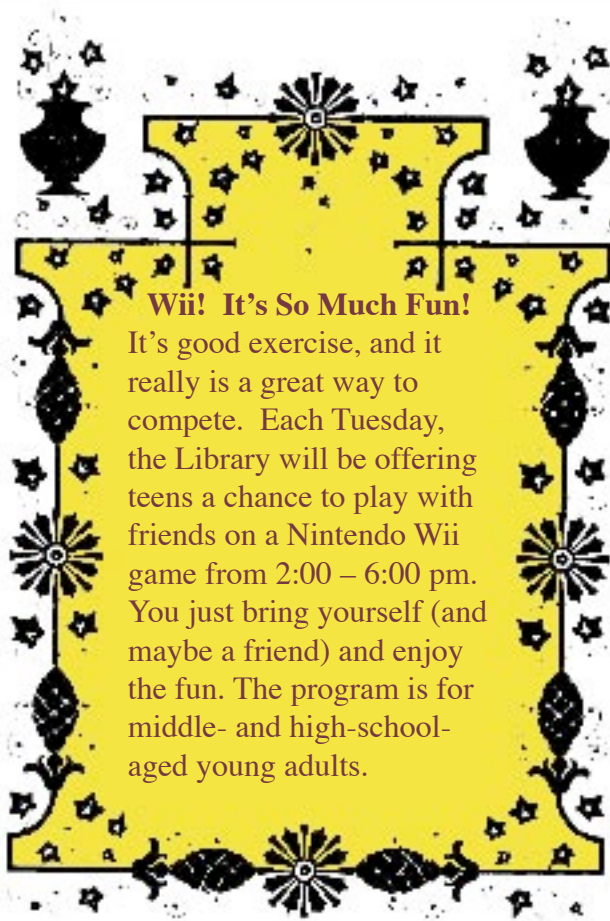 Wii!  It’s So Much Fun!
It’s good exercise, and it
really is a great way to
compete.  Each Tuesday,
the Library will be offering
teens a chance to play with
friends on a Nintendo Wii
game from 2:00 – 6:00 pm.
You just bring yourself (and
maybe a friend) and enjoy
the fun. The program is for
middle- and high-school-
aged young adults.